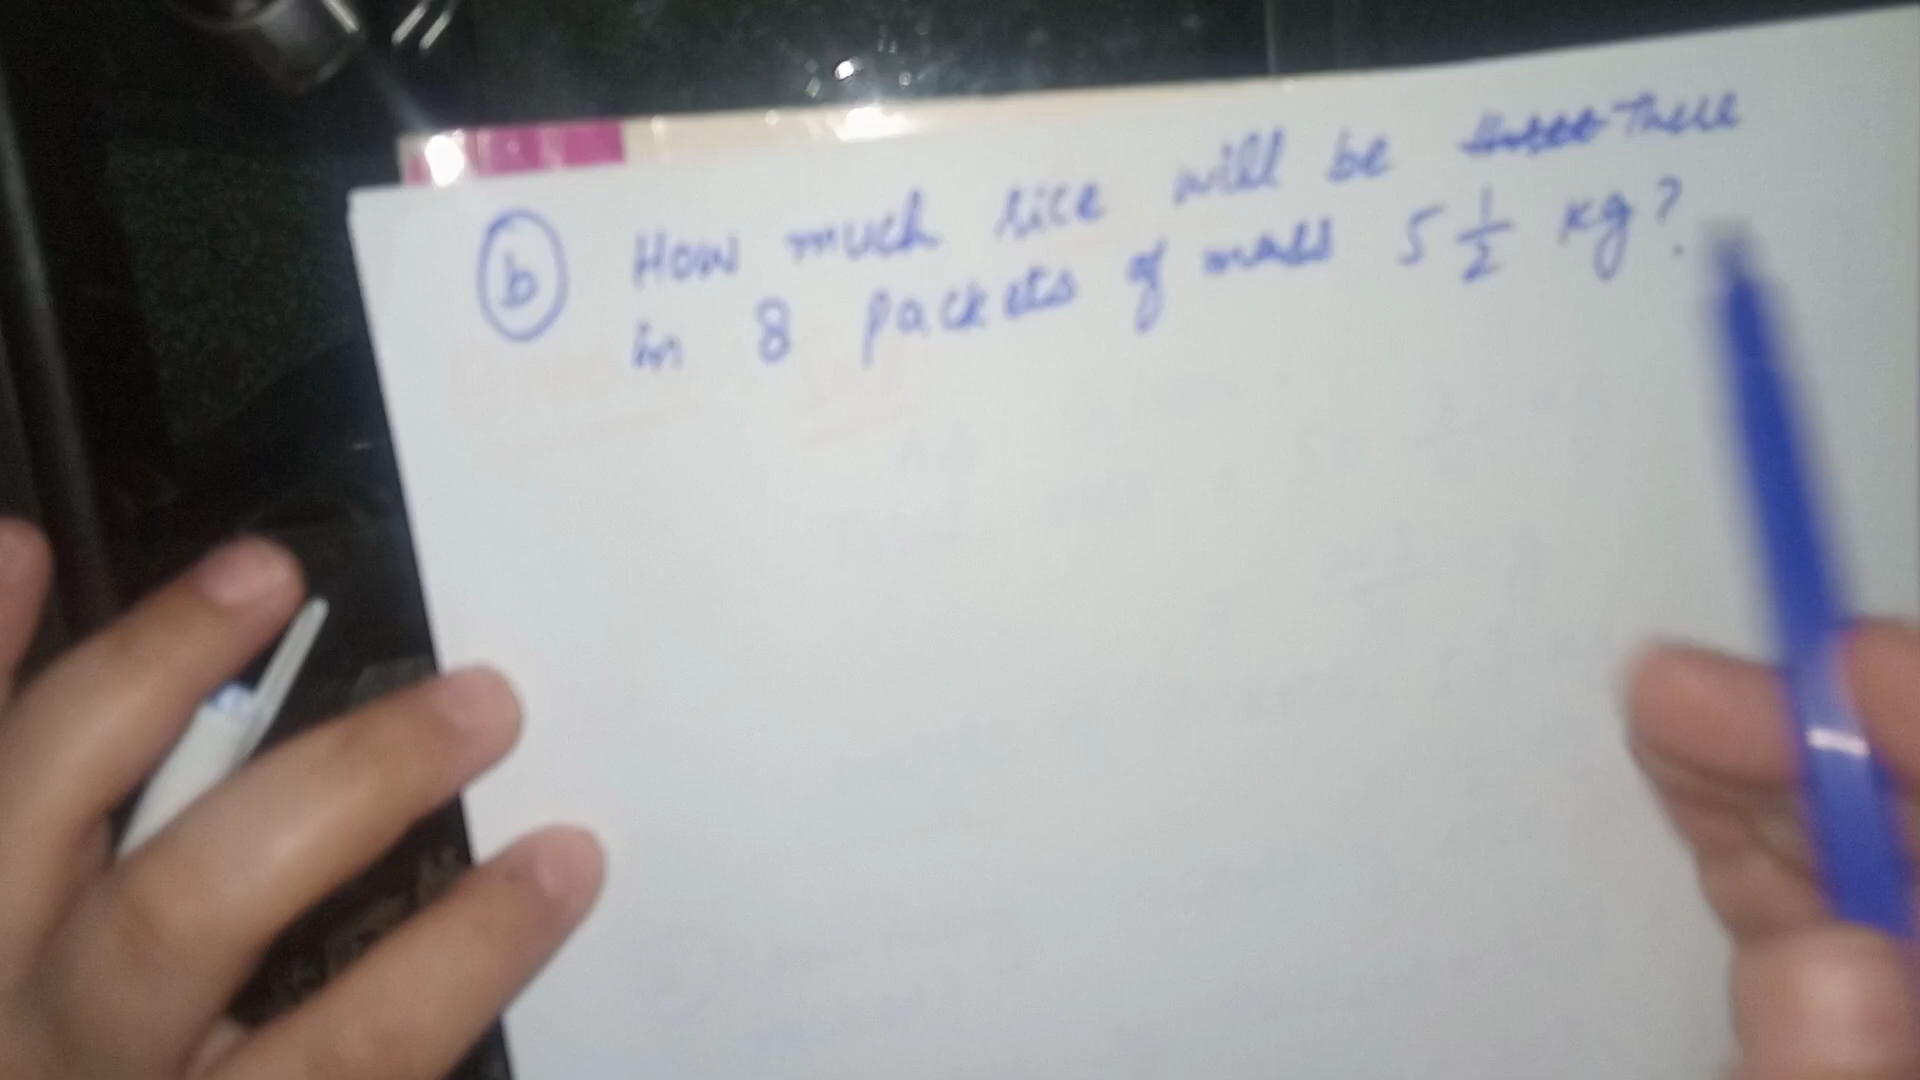 b How much rice will be There
in 8 packets of mass 5 1/2 kg?